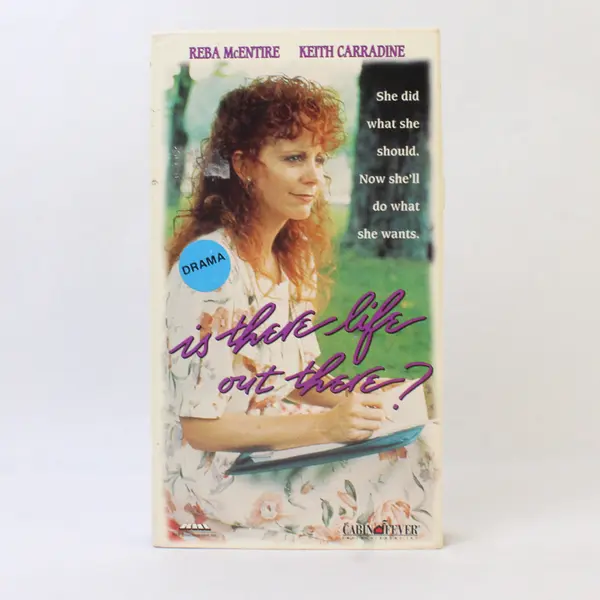 REBA McENTIRE KEITH CARRADINE
She did
what she
should.
Now she'll
do what
she wants.
DRAMA
is there life
out there?
CABIN FEVER